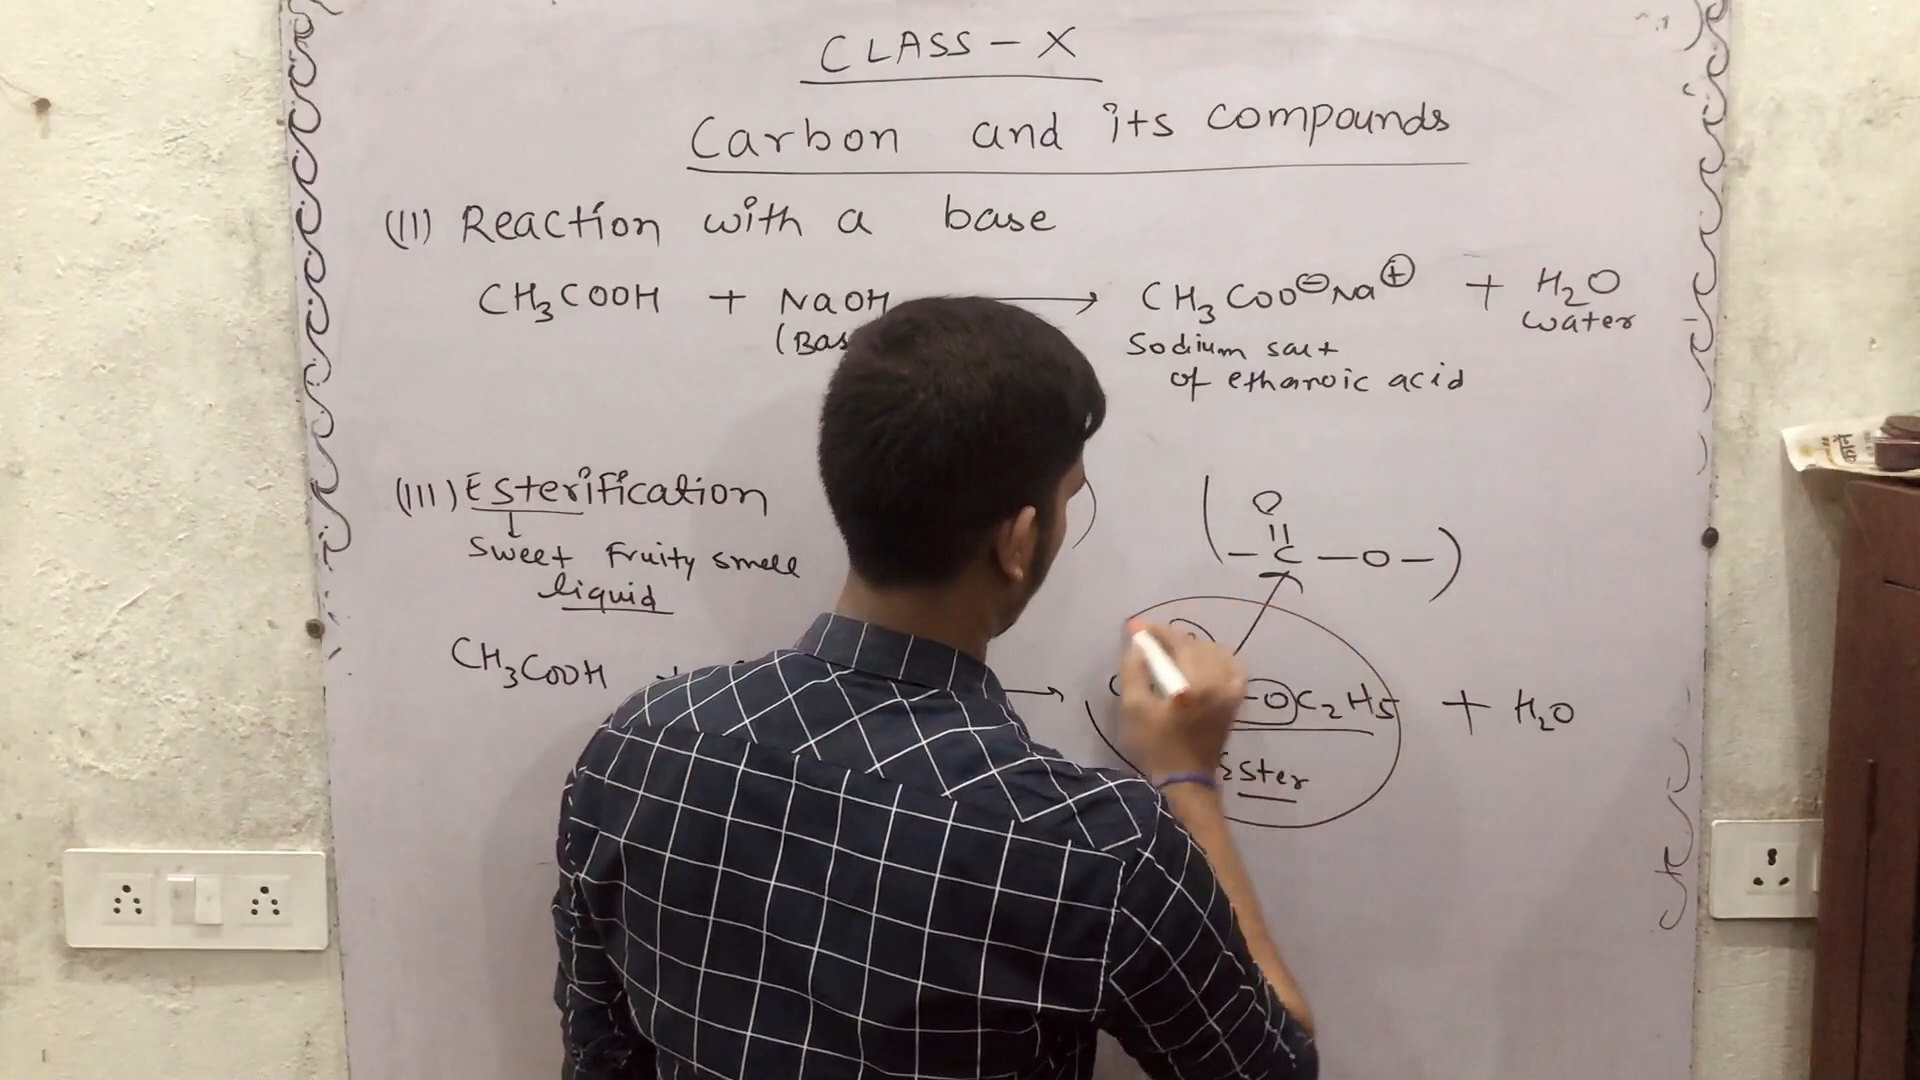 CLASS - X
Carbon and its compounds
(II) Reaction with a base
CH₃COOH + NaOH → CH₃COO⊖Na⊕ + H₂O
(Bas
water
Sodium salt
of ethanoic acid
(III) Esterification
↓
Sweet fruity smell
liquid
O
||
( - C - O - )
CH₃COOH + → -OC₂H5 + H₂O
Ester